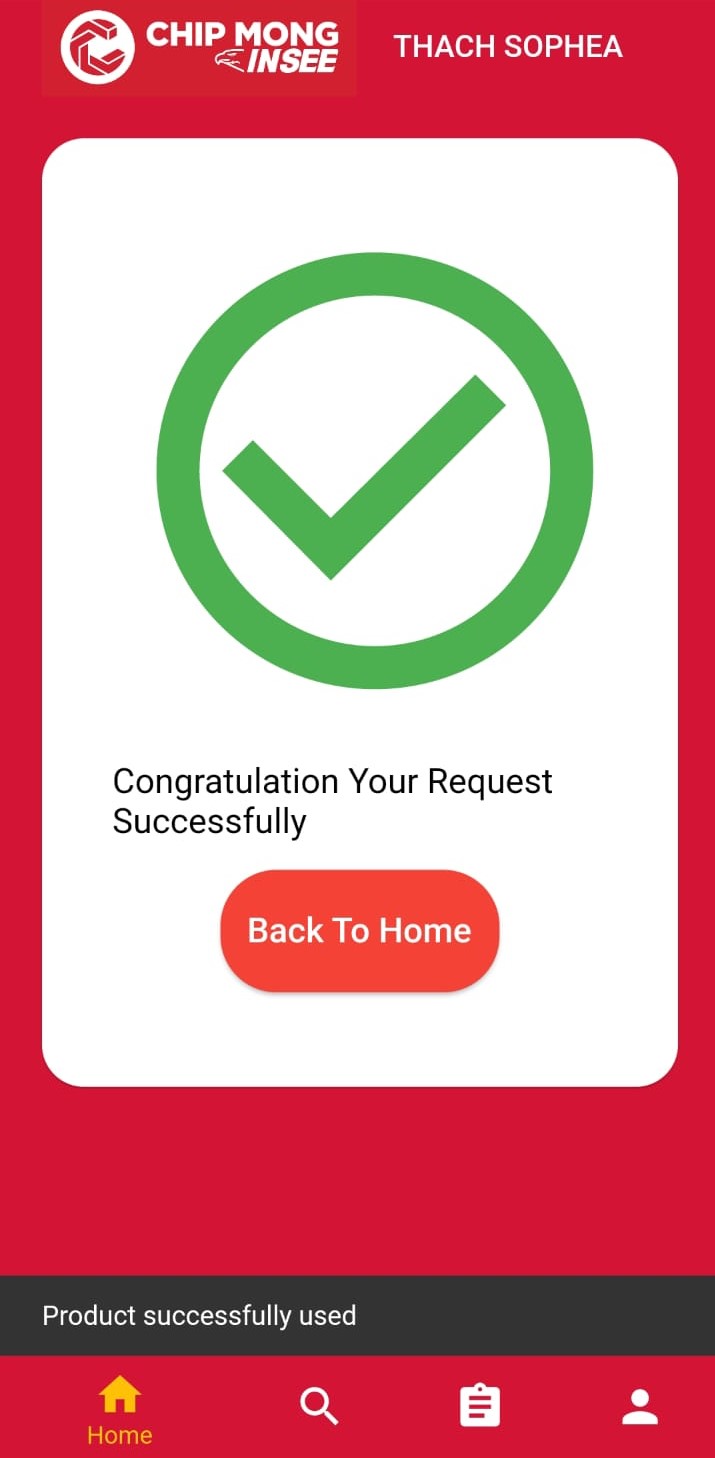 CHIP MONG
INSEE
THACH SOPHEA
Congratulation Your Request
Successfully
Back To Home
Product successfully used
Home